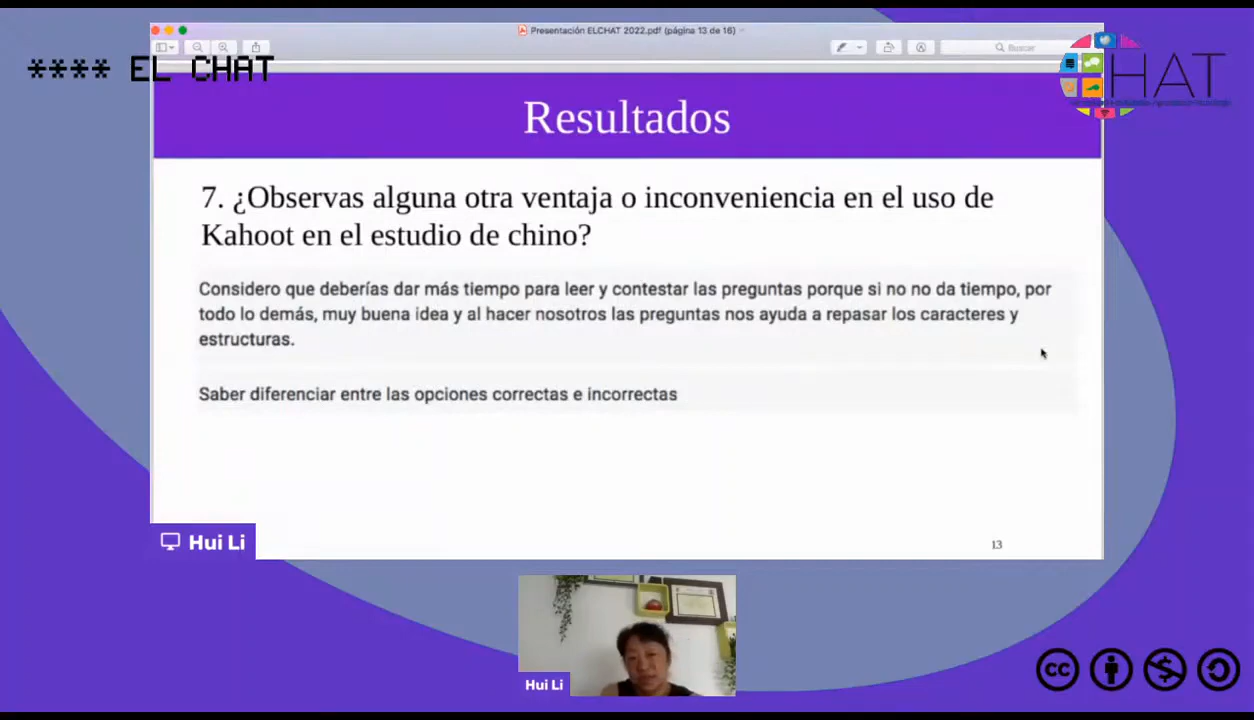 Presentación ELCHAT 2022.pdf (página 13 de 16)
Buscar
**** EL CHAT
HAT
Resultados
7. ¿Observas alguna otra ventaja o inconveniencia en el uso de
Kahoot en el estudio de chino?
Considero que deberías dar más tiempo para leer y contestar las preguntas porque si no no da tiempo, por
todo lo demás, muy buena idea y al hacer nosotros las preguntas nos ayuda a repasar los caracteres y
estructuras.
Saber diferenciar entre las opciones correctas e incorrectas
Hui Li
13
Hui Li
cc